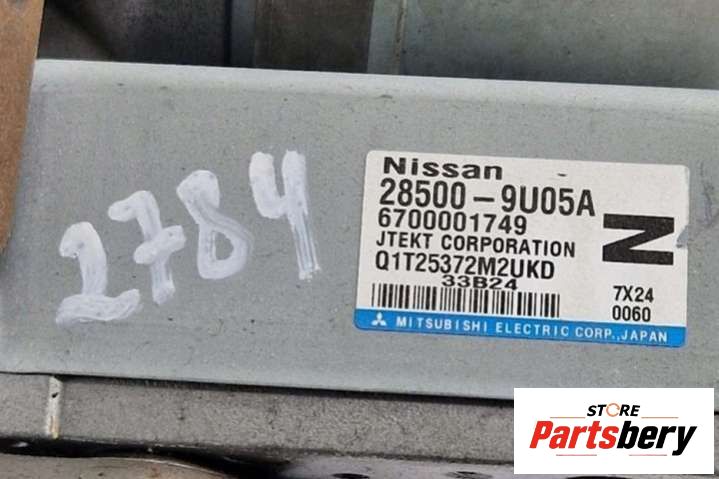 2784
Nissan
28500-9U05A
6700001749
JTEKT CORPORATION
Q1T25372M2UKD
33B24
N
7X24
0060
MITSUBISHI ELECTRIC CORP., JAPAN
STORE
Partsbery